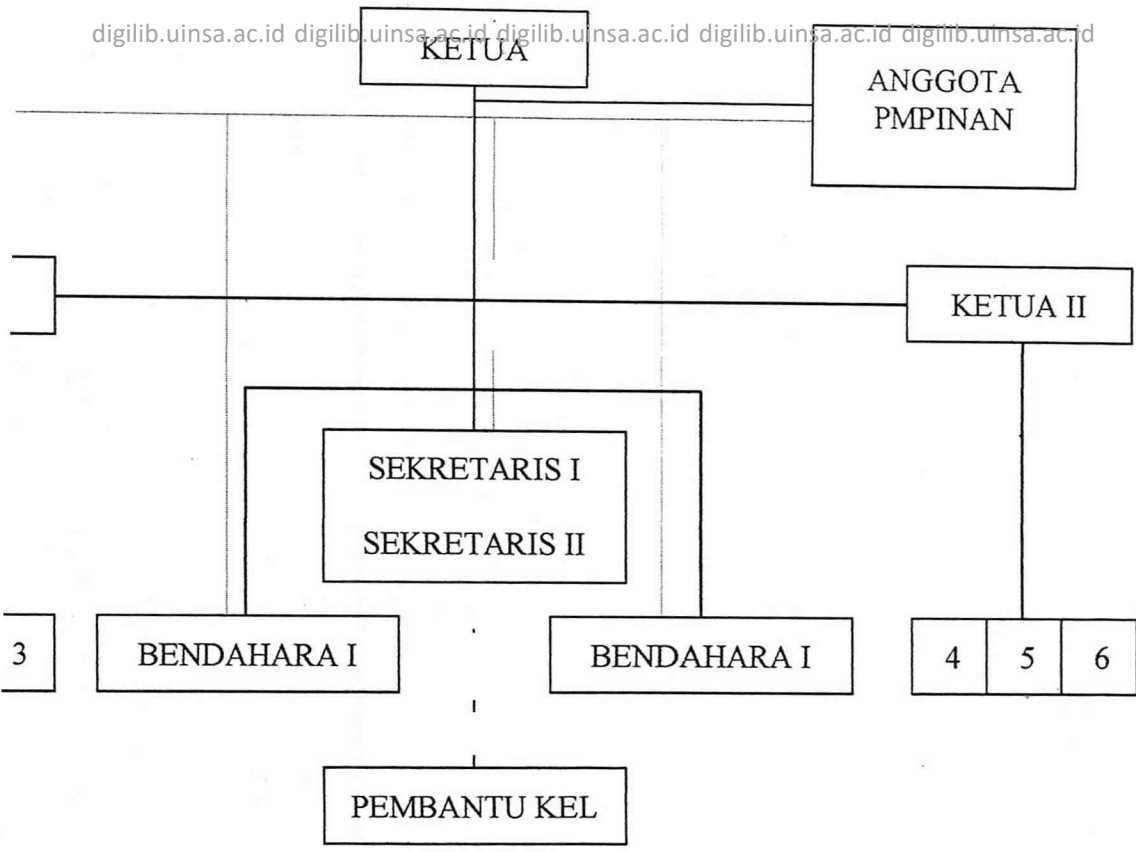 digilib.uinsa.ac.id digilib.uinsa.ac.id digilib.uinsa.ac.id digilib.uinsa.ac.id digilib.uinsa.ac.id
KETUA
ANGGOTA
PMPINAN
KETUA II
SEKRETARIS I
SEKRETARIS II
3
BENDAHARA I
BENDAHARA I
4 5 6
PEMBANTU KEL